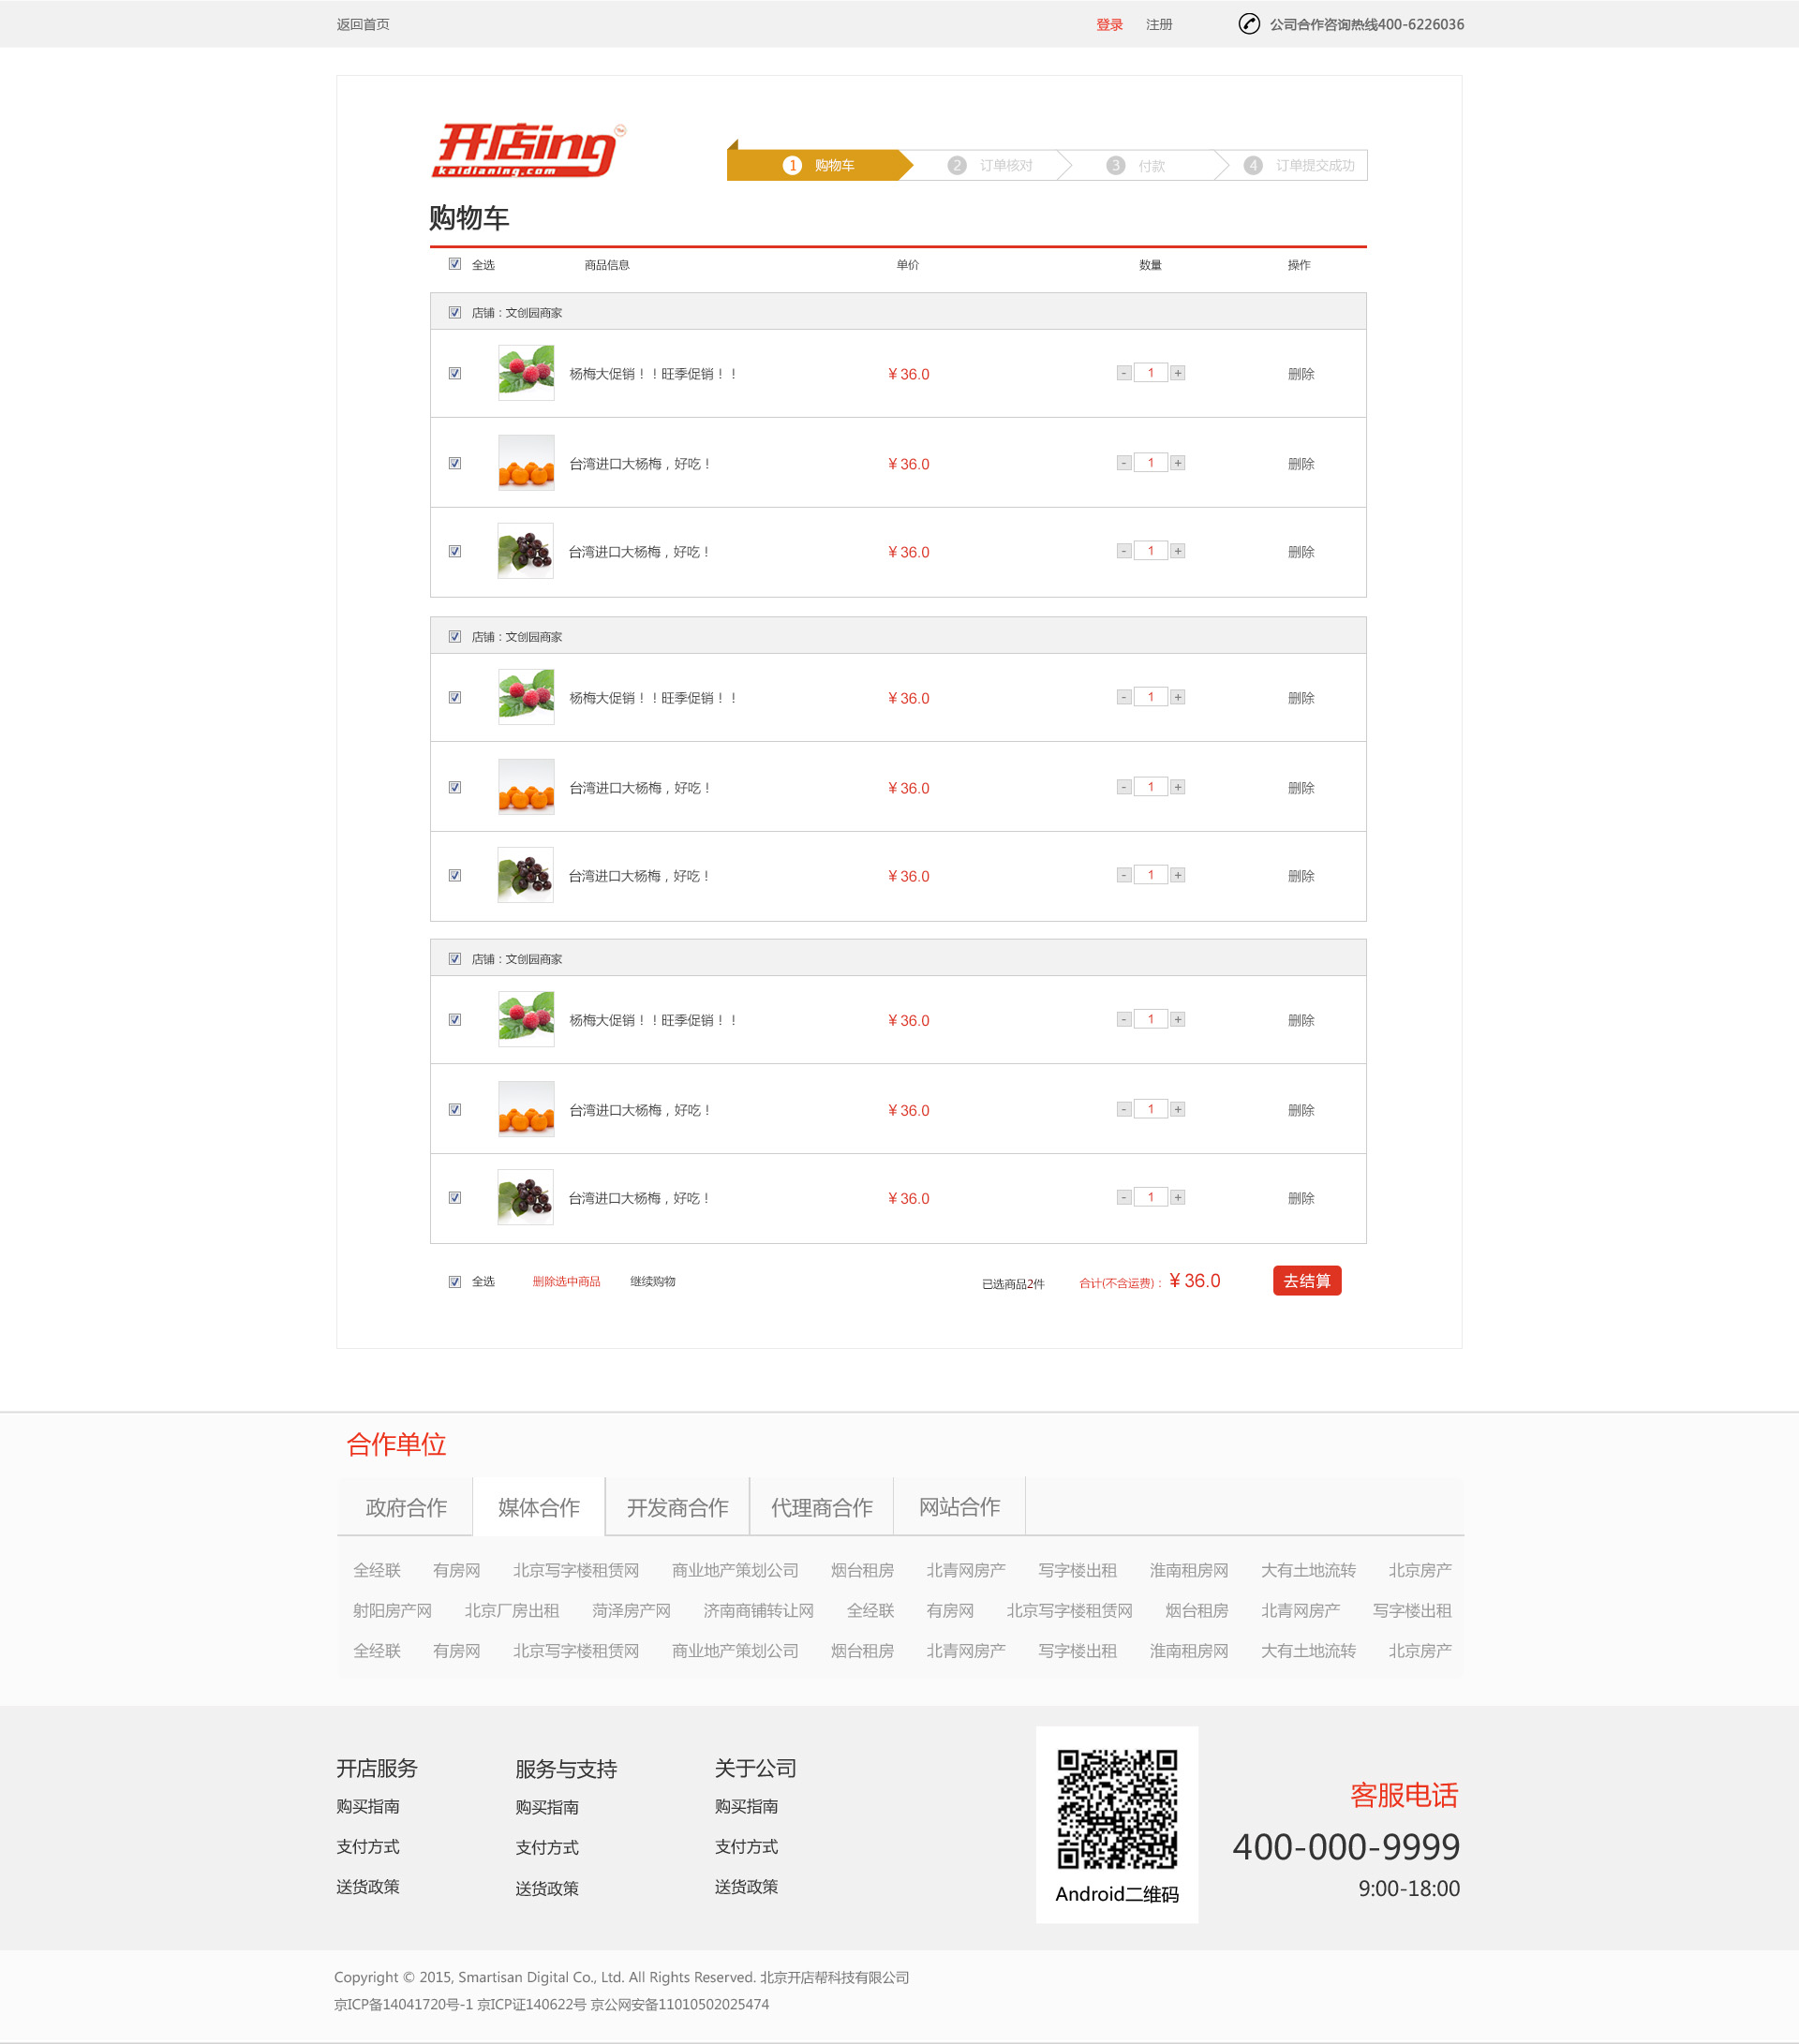 返回首页 登录 注册 公司合作咨询热线400-6226036
开店ing
kaidianing.com
1 购物车 2 订单核对 3 付款 4 订单提交成功
购物车
全选 商品信息 单价 数量 操作
店铺：文创园商家
杨梅大促销！！旺季促销！！ ¥ 36.0 - 1 + 删除
台湾进口大杨梅，好吃！ ¥ 36.0 - 1 + 删除
台湾进口大杨梅，好吃！ ¥ 36.0 - 1 + 删除
店铺：文创园商家
杨梅大促销！！旺季促销！！ ¥ 36.0 - 1 + 删除
台湾进口大杨梅，好吃！ ¥ 36.0 - 1 + 删除
台湾进口大杨梅，好吃！ ¥ 36.0 - 1 + 删除
店铺：文创园商家
杨梅大促销！！旺季促销！！ ¥ 36.0 - 1 + 删除
台湾进口大杨梅，好吃！ ¥ 36.0 - 1 + 删除
台湾进口大杨梅，好吃！ ¥ 36.0 - 1 + 删除
全选 删除选中商品 继续购物 已选商品2件 合计(不含运费)： ¥ 36.0 去结算
合作单位
政府合作 媒体合作 开发商合作 代理商合作 网站合作
全经联 有房网 北京写字楼租赁网 商业地产策划公司 烟台租房 北青网房产 写字楼出租 淮南租房网 大有土地流转 北京房产
射阳房产网 北京厂房出租 菏泽房产网 济南商铺转让网 全经联 有房网 北京写字楼租赁网 烟台租房 北青网房产 写字楼出租
全经联 有房网 北京写字楼租赁网 商业地产策划公司 烟台租房 北青网房产 写字楼出租 淮南租房网 大有土地流转 北京房产
开店服务 服务与支持 关于公司
购买指南 购买指南 购买指南
支付方式 支付方式 支付方式
送货政策 送货政策 送货政策
Android二维码
客服电话
400-000-9999
9:00-18:00
Copyright © 2015, Smartisan Digital Co., Ltd. All Rights Reserved. 北京开店帮科技有限公司
京ICP备14041720号-1 京ICP证140622号 京公网安备11010502025474